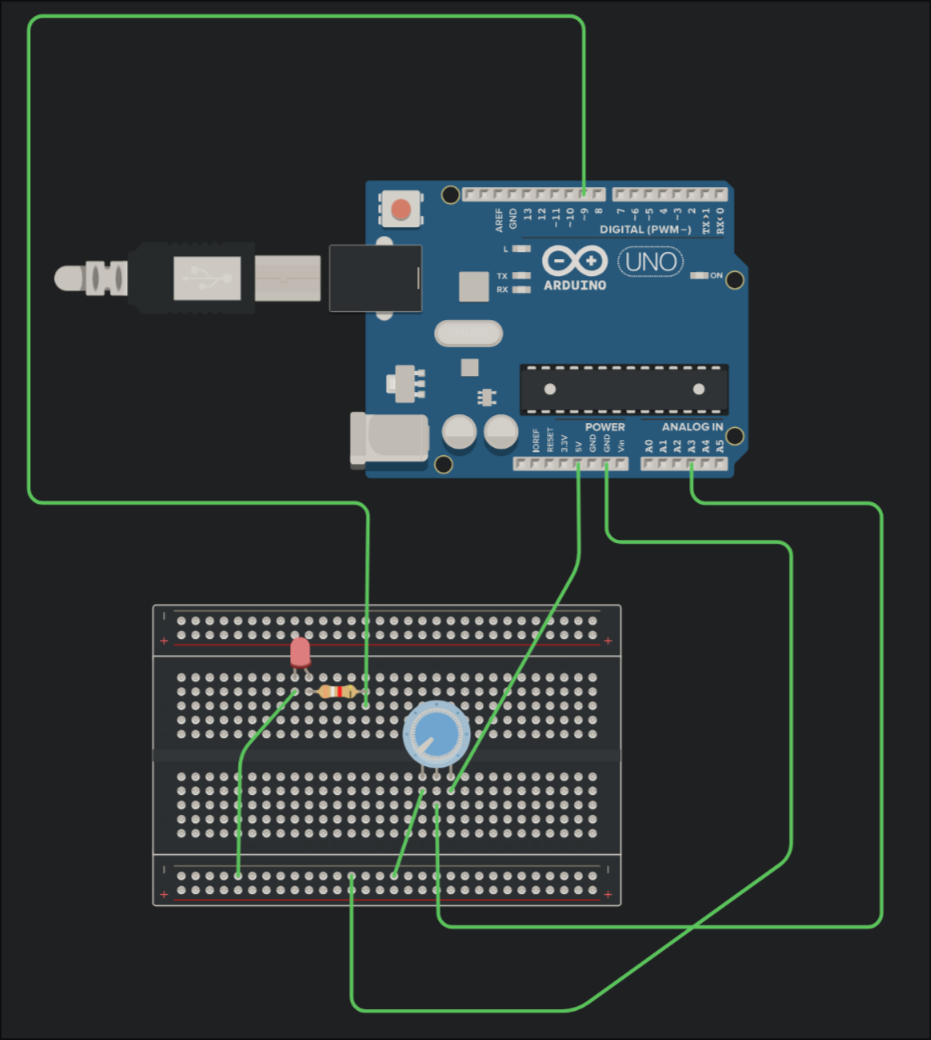 AREF
GND
13
12
~11
~10
~9
8
7
~6
~5
4
~3
2
TX→1
RX←0
DIGITAL (PWM~)
L
TX
RX
ARDUINO
UNO
ON
POWER
ANALOG IN
IOREF
RESET
3.3V
5V
GND
GND
Vin
A0
A1
A2
A3
A4
A5
- +
+
-
+
-
+